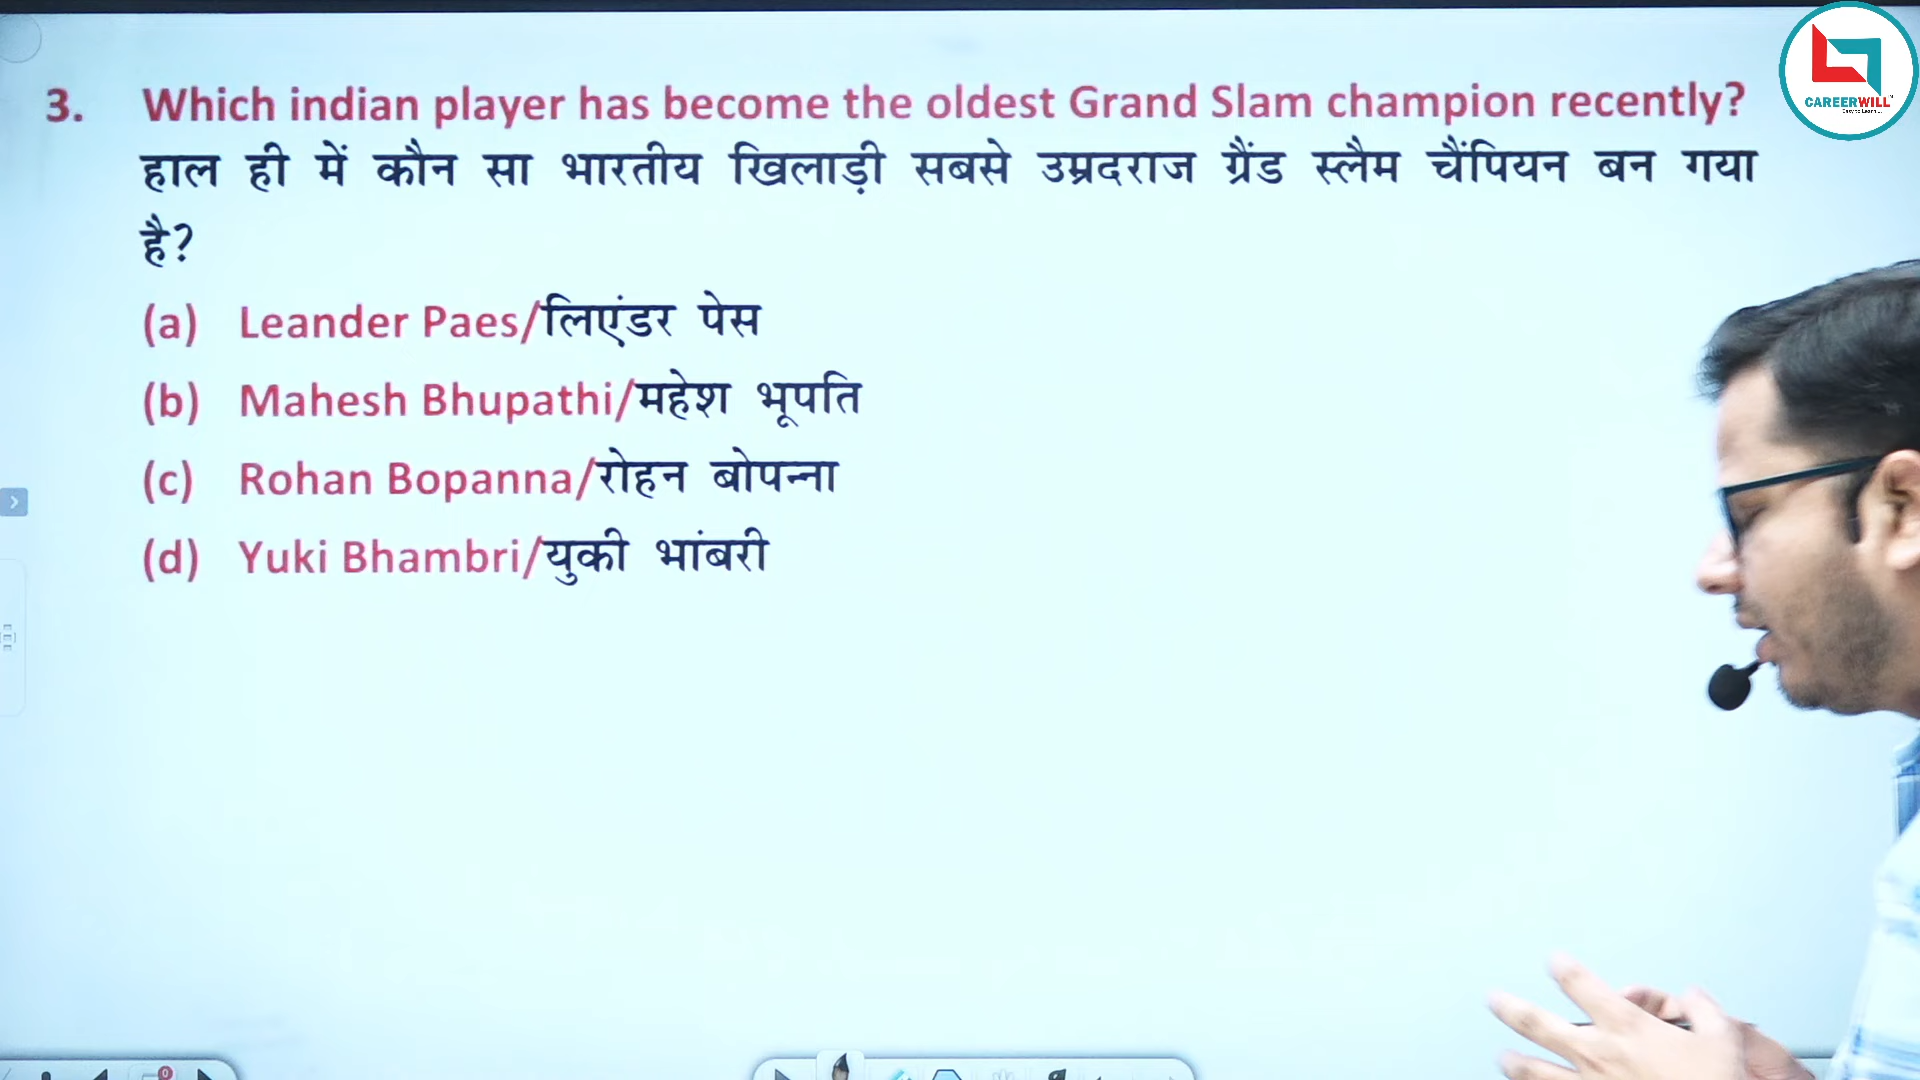 CAREERWILL
3. Which indian player has become the oldest Grand Slam champion recently?
हाल ही में कौन सा भारतीय खिलाड़ी सबसे उम्रदराज ग्रैंड स्लैम चैंपियन बन गया
है?
(a) Leander Paes/लिएंडर पेस
(b) Mahesh Bhupathi/महेश भूपति
(c) Rohan Bopanna/रोहन बोपन्ना
(d) Yuki Bhambri/युकी भांबरी
0